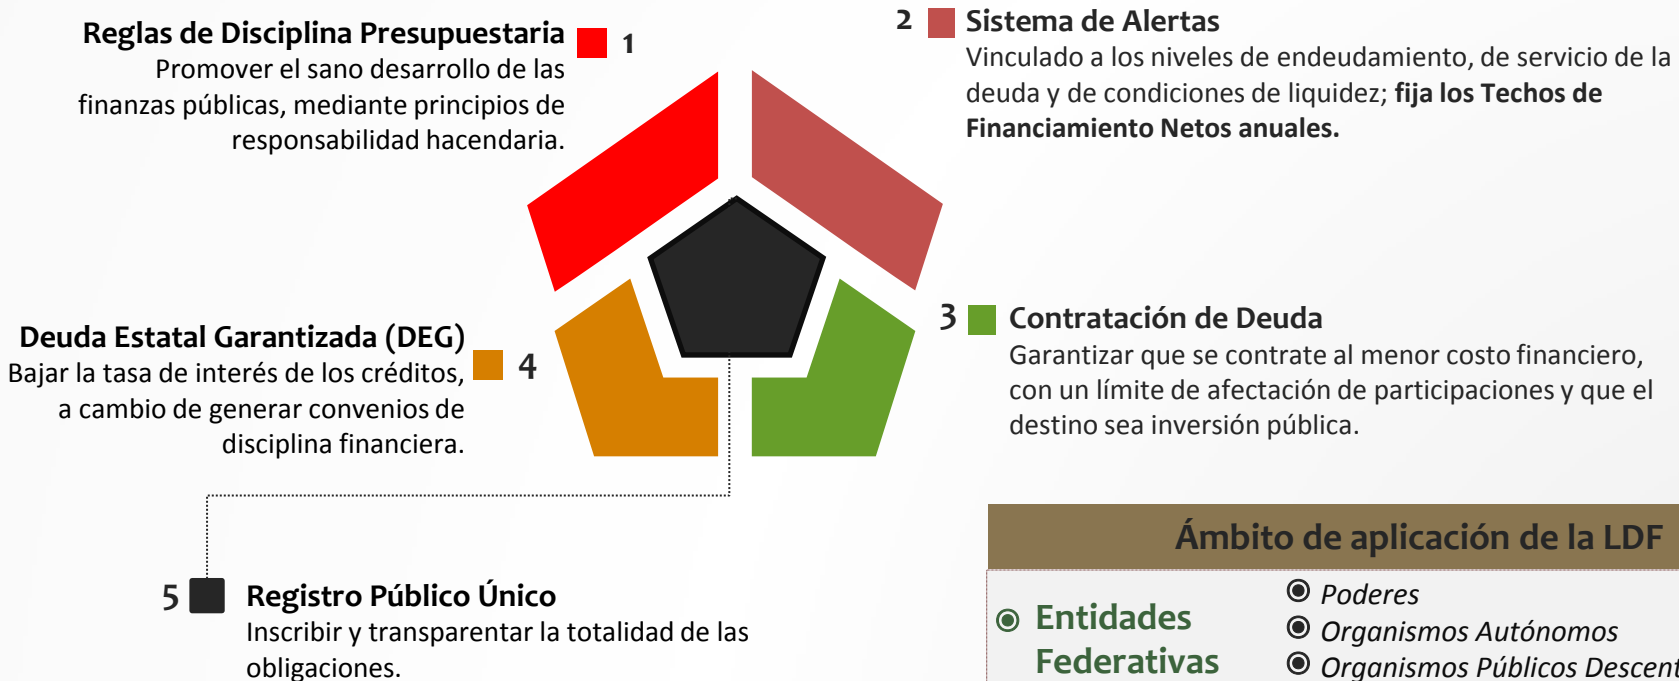 Reglas de Disciplina Presupuestaria 1
Promover el sano desarrollo de las
finanzas públicas, mediante principios de
responsabilidad hacendaria.
2 Sistema de Alertas
Vinculado a los niveles de endeudamiento, de servicio de la
deuda y de condiciones de liquidez; fija los Techos de
Financiamiento Netos anuales.
3 Contratación de Deuda
Garantizar que se contrate al menor costo financiero,
con un límite de afectación de participaciones y que el
destino sea inversión pública.
Deuda Estatal Garantizada (DEG)
Bajar la tasa de interés de los créditos, 4
a cambio de generar convenios de
disciplina financiera.
5 Registro Público Único
Inscribir y transparentar la totalidad de las
obligaciones.
Ámbito de aplicación de la LDF
Entidades
Federativas
Poderes
Organismos Autónomos
Organismos Públicos